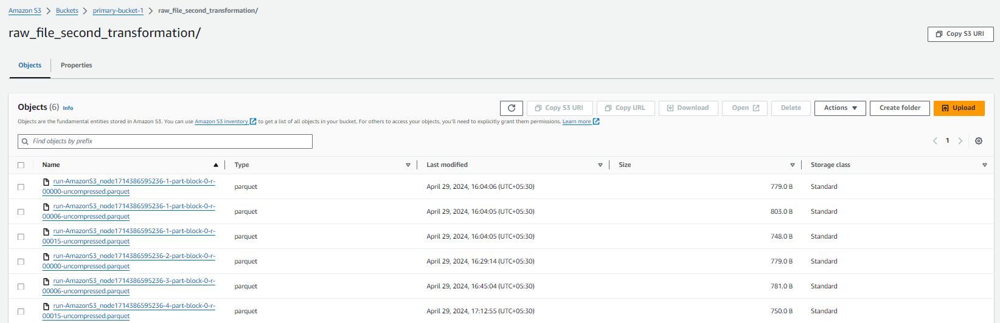 Amazon S3 > Buckets > primary-bucket-1 > raw_file_second_transformation/
raw_file_second_transformation/
Copy S3 URI
Objects Properties
Objects (6) Info
Copy S3 URI Copy URL Download Open Delete Actions Create folder Upload
Objects are the fundamental entities stored in Amazon S3. You can use Amazon S3 inventory to get a list of all objects in your bucket. For others to access your objects, you'll need to explicitly grant them permissions. Learn more
Find objects by prefix
1
Name Type Last modified Size Storage class
run-AmazonS3_node1714386595236-1-part-block-0-r-
00000-uncompressed.parquet
parquet April 29, 2024, 16:04:06 (UTC+05:30) 779.0 B Standard
run-AmazonS3_node1714386595236-1-part-block-0-r-
00006-uncompressed.parquet
parquet April 29, 2024, 16:04:05 (UTC+05:30) 803.0 B Standard
run-AmazonS3_node1714386595236-1-part-block-0-r-
00015-uncompressed.parquet
parquet April 29, 2024, 16:04:05 (UTC+05:30) 748.0 B Standard
run-AmazonS3_node1714386595236-2-part-block-0-r-
00000-uncompressed.parquet
parquet April 29, 2024, 16:29:14 (UTC+05:30) 779.0 B Standard
run-AmazonS3_node1714386595236-3-part-block-0-r-
00006-uncompressed.parquet
parquet April 29, 2024, 16:45:04 (UTC+05:30) 781.0 B Standard
run-AmazonS3_node1714386595236-4-part-block-0-r-
00015-uncompressed.parquet
parquet April 29, 2024, 17:12:55 (UTC+05:30) 750.0 B Standard